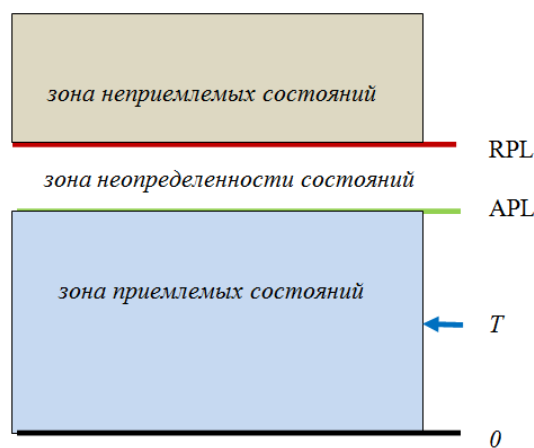 зона неприемлемых состояний
RPL
зона неопределенности состояний
APL
зона приемлемых состояний
T
0